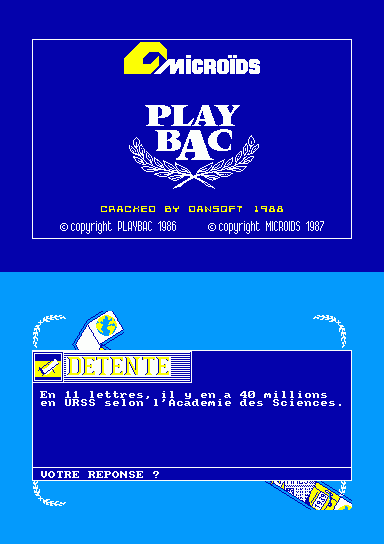 MICROÏDS
PLAY
BAC
CRACKED BY DANSOFT 1988
© copyright PLAYBAC 1986 © copyright MICROIDS 1987
DETENTE
En 11 lettres, il y en a 40 millions
en URSS selon l'Academie des Sciences.
VOTRE REPONSE ?